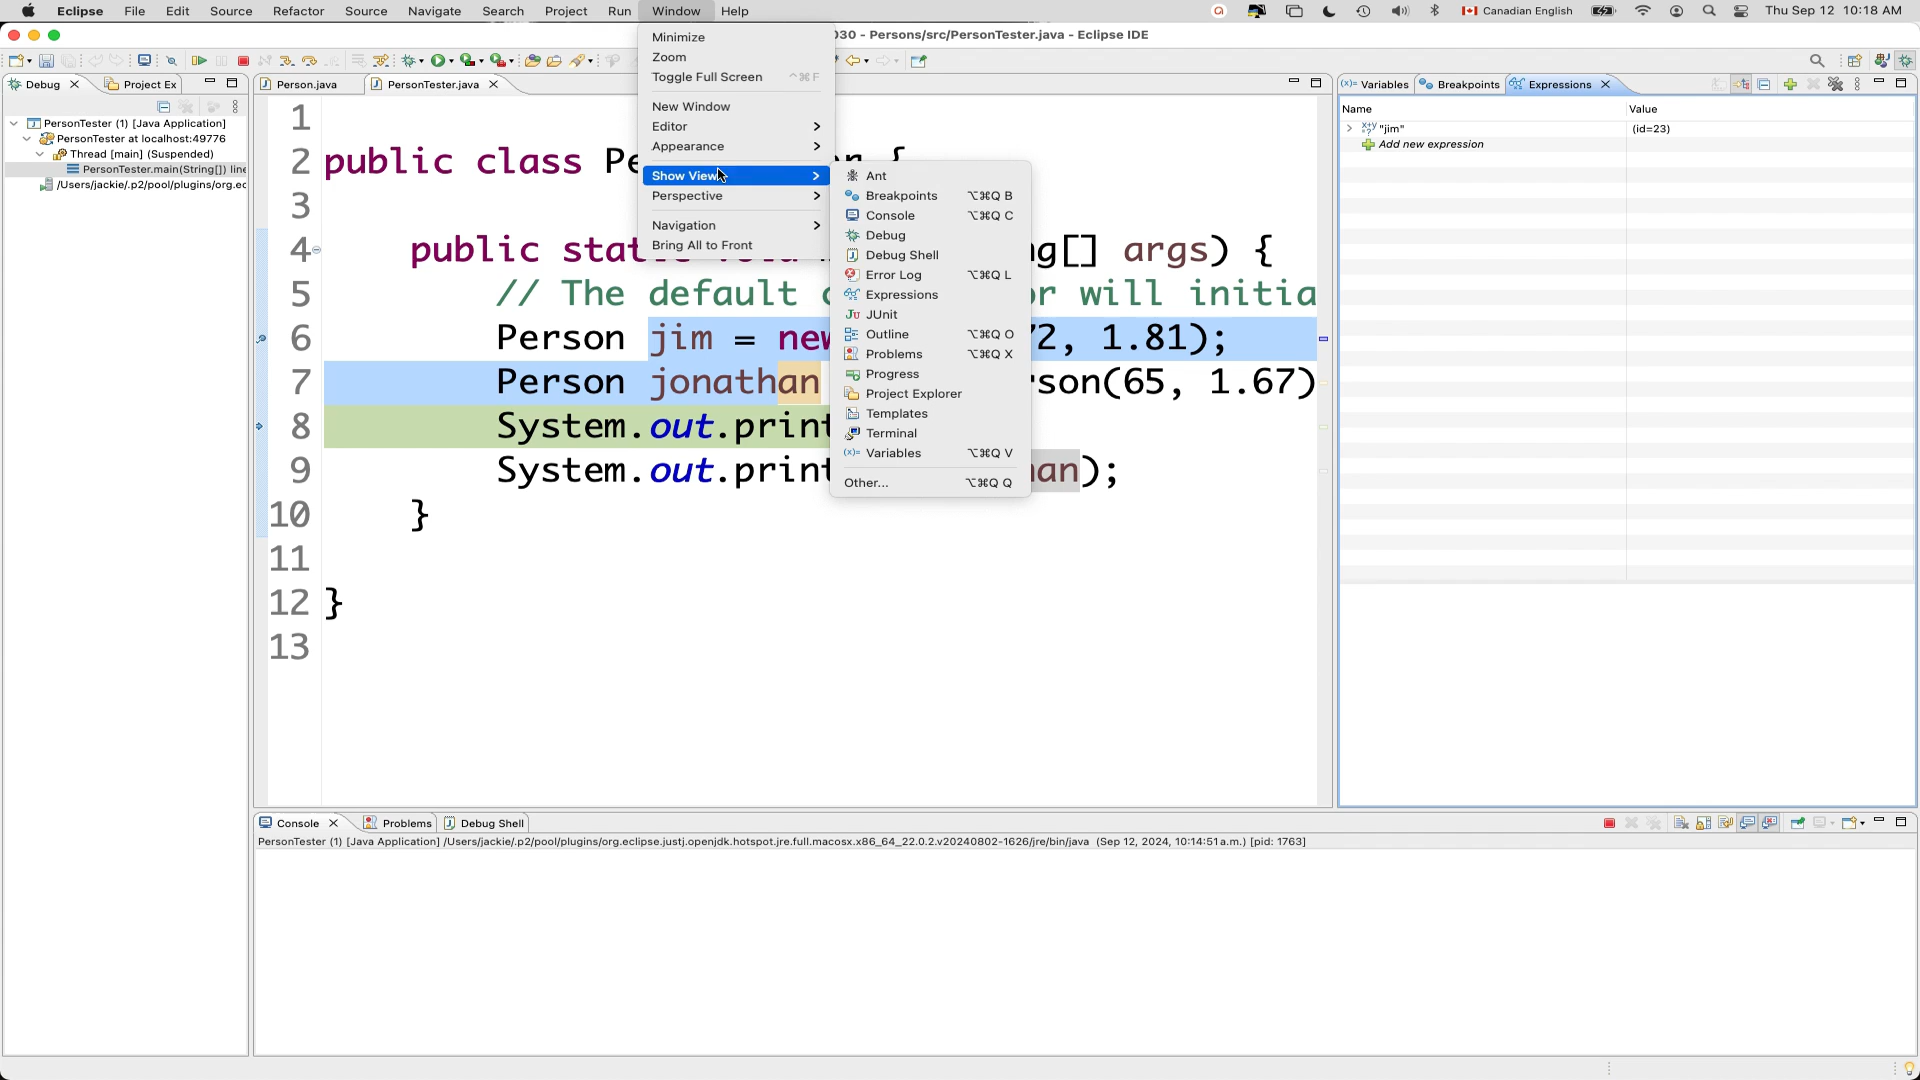 Eclipse File Edit Source Refactor Source Navigate Search Project Run Window Help Canadian English Thu Sep 12 10:18 AM
030 - Persons/src/PersonTester.java - Eclipse IDE
Minimize
Zoom
Toggle Full Screen ^⌘F
New Window
Editor
Appearance
Show View
Perspective
Navigation
Bring All to Front
Ant
Breakpoints ⌥⌘Q B
Console ⌥⌘Q C
Debug
Debug Shell
Error Log ⌥⌘Q L
Expressions
JUnit
Outline ⌥⌘Q O
Problems ⌥⌘Q X
Progress
Project Explorer
Templates
Terminal
Variables ⌥⌘Q V
Other... ⌥⌘Q Q
Debug Project Ex
PersonTester (1) [Java Application]
PersonTester at localhost:49776
Thread [main] (Suspended)
PersonTester.main(String[]) line
/Users/jackie/.p2/pool/plugins/org.ec
Person.java PersonTester.java
1
2 public class Pe {
3
4 public stat ng[] args) {
5 // The default c or will initia
6 Person jim = new 72, 1.81);
7 Person jonathan rson(65, 1.67)
8 System.out.print
9 System.out.print han);
10 }
11
12 }
13
Variables Breakpoints Expressions
Name Value
"jim" (id=23)
Add new expression
Console Problems Debug Shell
PersonTester (1) [Java Application] /Users/jackie/.p2/pool/plugins/org.eclipse.justj.openjdk.hotspot.jre.full.macosx.x86_64_22.0.2.v20240802-1626/jre/bin/java (Sep 12, 2024, 10:14:51 a.m.) [pid: 1763]